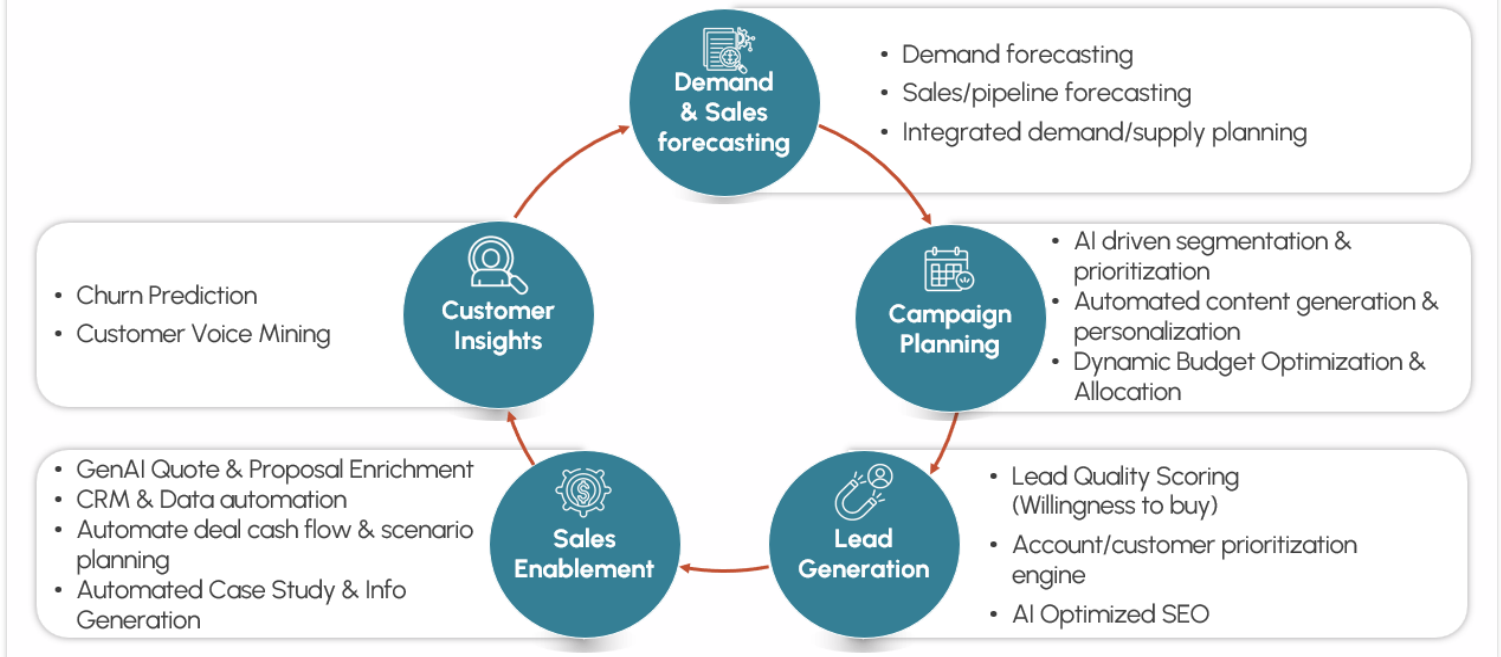 Demand
& Sales
forecasting
• Demand forecasting
• Sales/pipeline forecasting
• Integrated demand/supply planning
Campaign
Planning
• AI driven segmentation &
prioritization
• Automated content generation &
personalization
• Dynamic Budget Optimization &
Allocation
Lead
Generation
• Lead Quality Scoring
(Willingness to buy)
• Account/customer prioritization
engine
• AI Optimized SEO
Sales
Enablement
• GenAI Quote & Proposal Enrichment
• CRM & Data automation
• Automate deal cash flow & scenario
planning
• Automated Case Study & Info
Generation
Customer
Insights
• Churn Prediction
• Customer Voice Mining